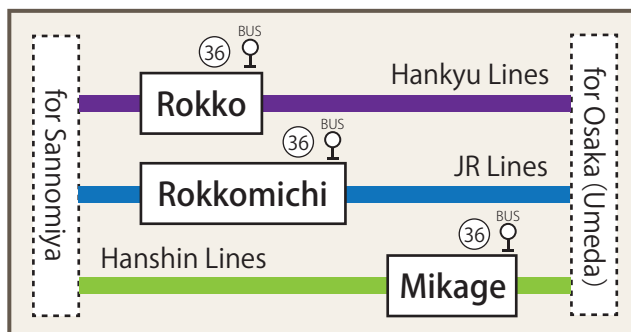 for Sannomiya
36
BUS
Rokko
Hankyu Lines
36
BUS
Rokkomichi
JR Lines
Hanshin Lines
36
BUS
Mikage
for Osaka (Umeda)